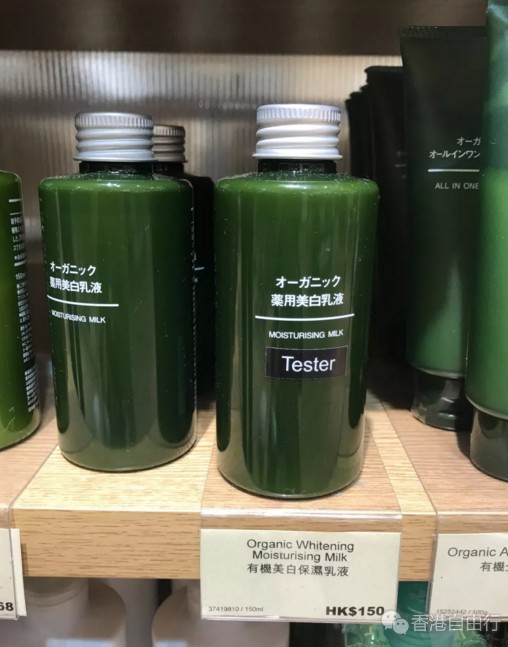 オーガニック
薬用美白乳液
MOISTURISING MILK
オーガニック
薬用美白乳液
MOISTURISING MILK
Tester
オーガ
オールインワン
ALL IN ONE
Organic Whitening
Moisturising Milk
有機美白保濕乳液
37419810 / 150ml
HK$150
Organic A
有機
68
香港自由行